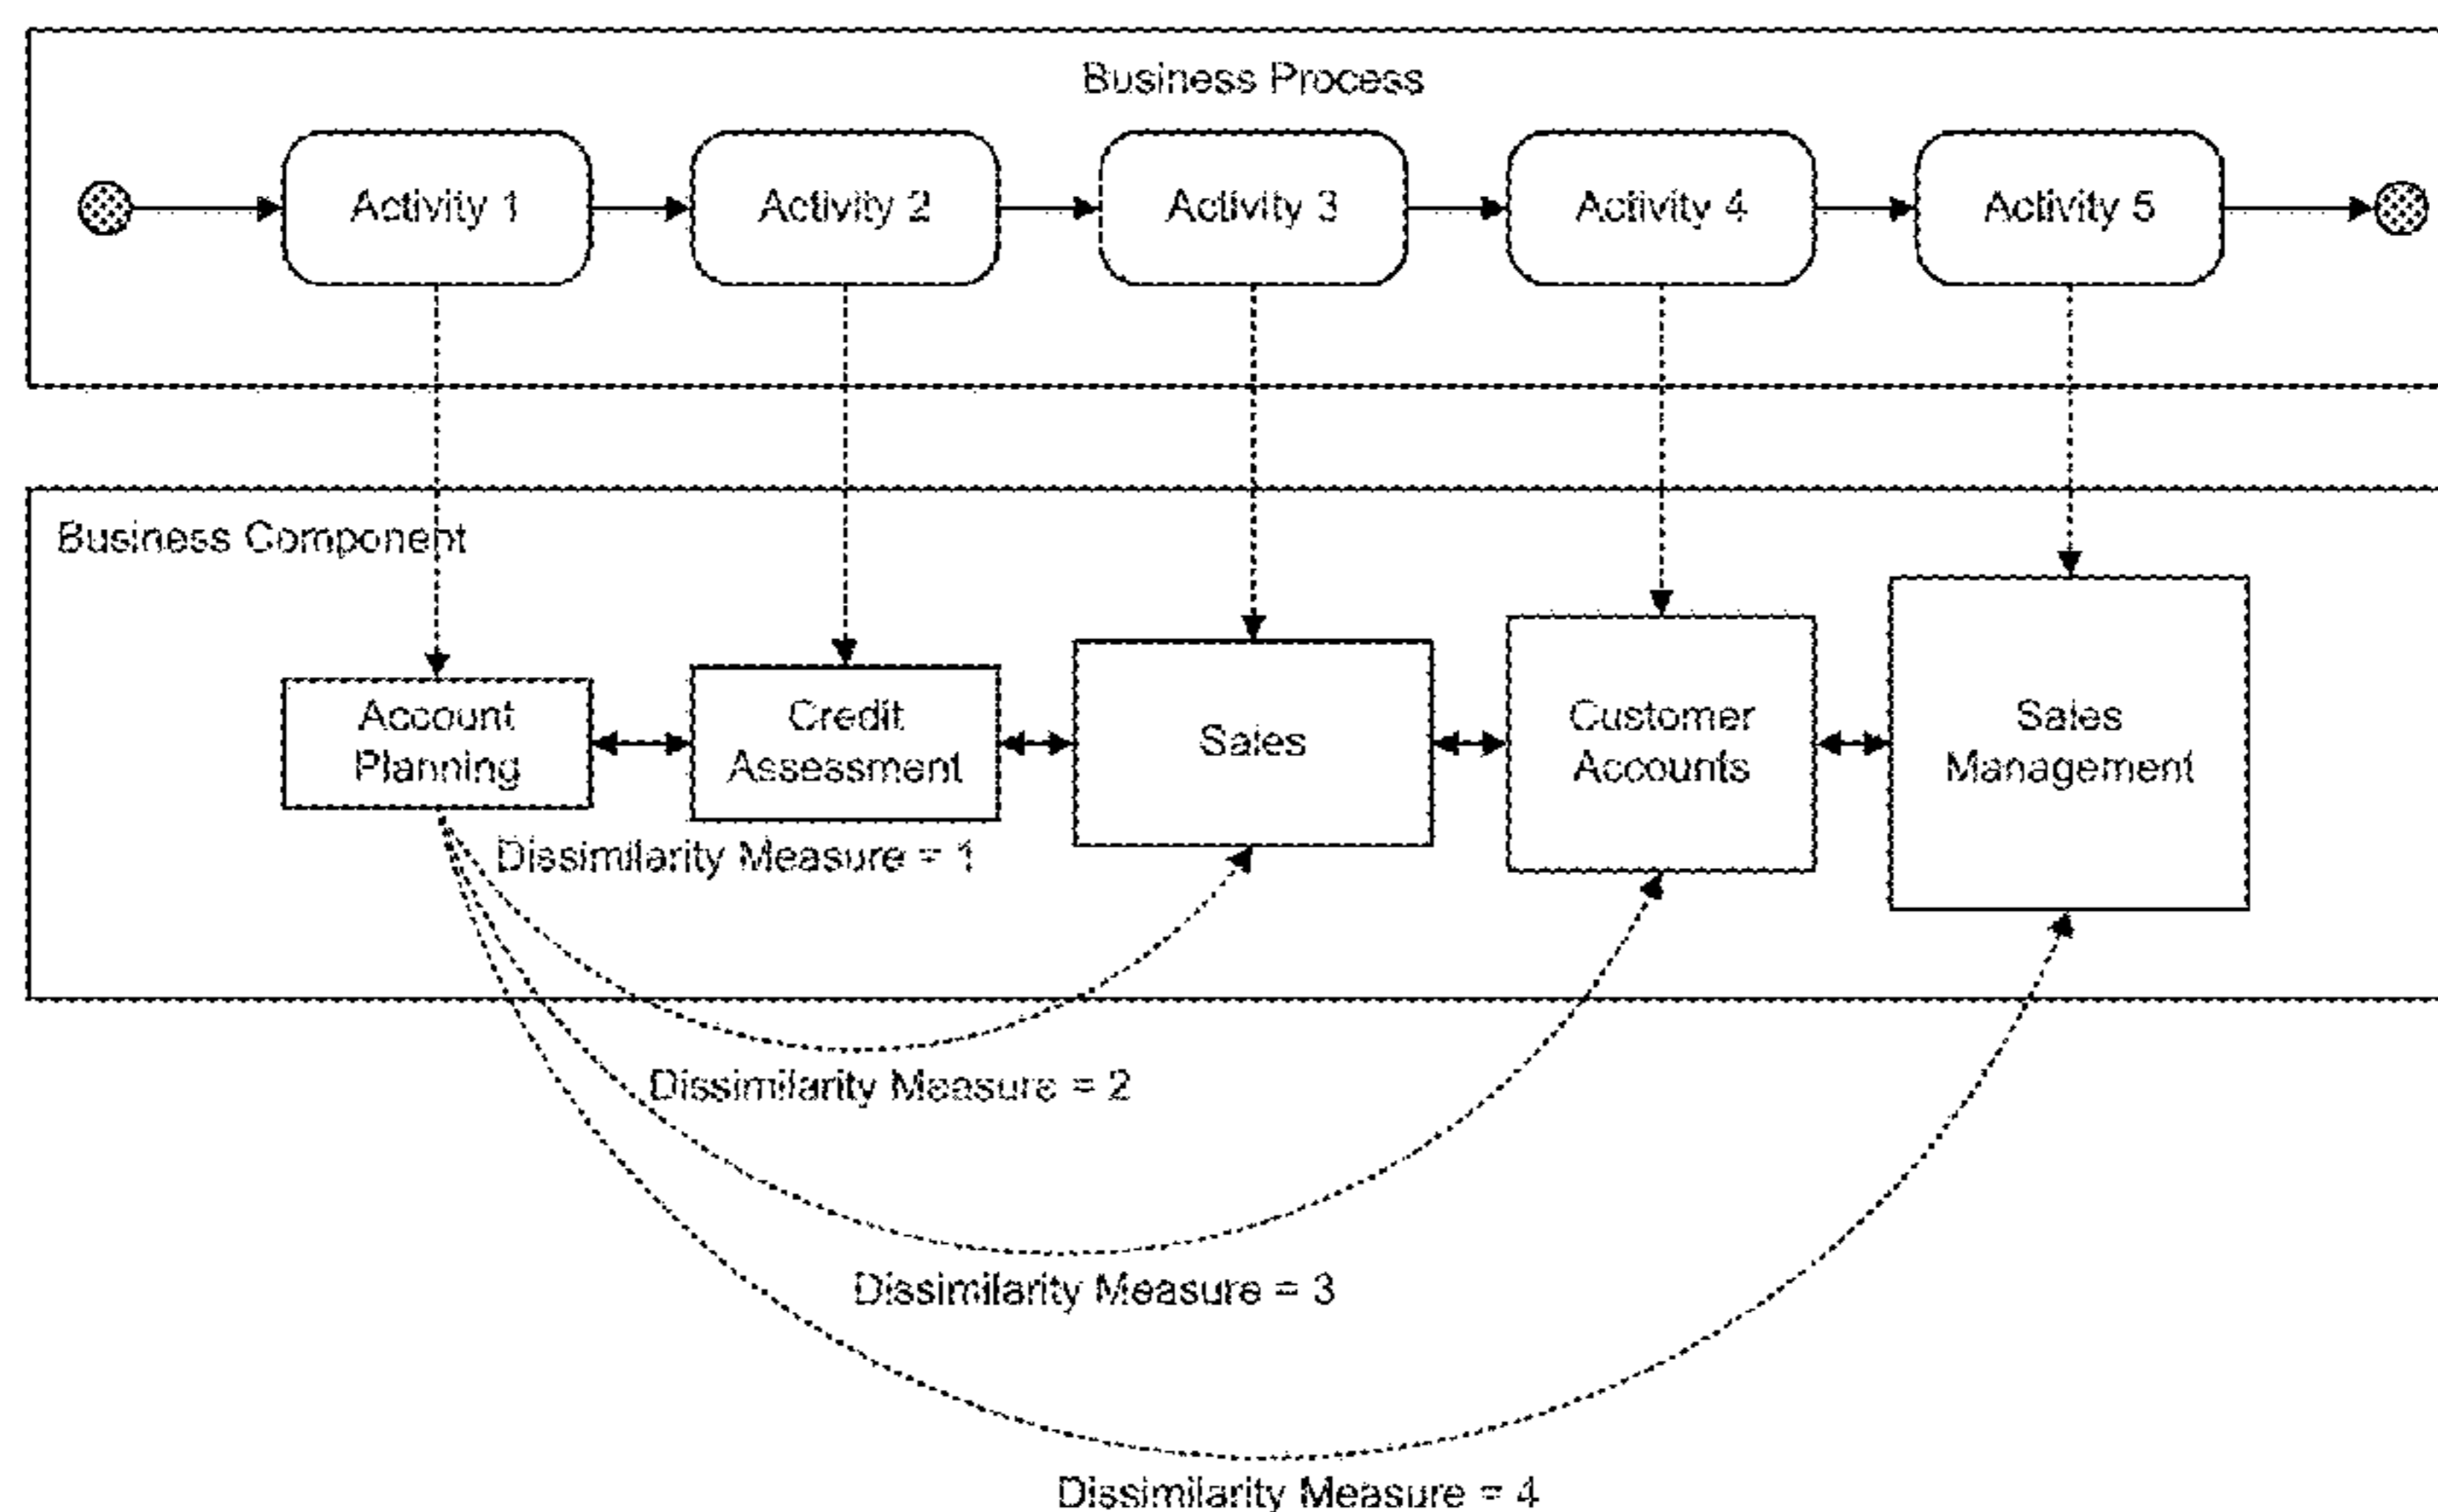 Business Process
Activity 1
Activity 2
Activity 3
Activity 4
Activity 5
Business Component
Account
Planning
Credit
Assessment
Sales
Customer
Accounts
Sales
Management
Dissimilarity Measure = 1
Dissimilarity Measure = 2
Dissimilarity Measure = 3
Dissimilarity Measure = 4